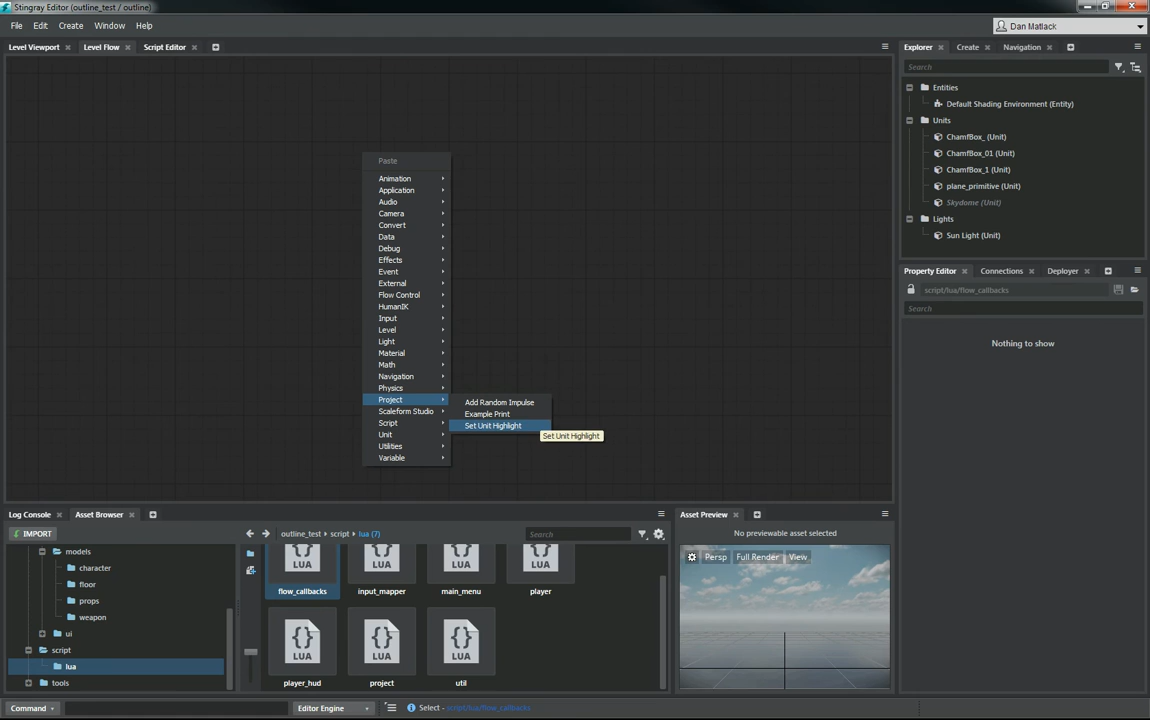 Stingray Editor (outline_test / outline)
File Edit Create Window Help
Dan Matlack
Level Viewport
Level Flow
Script Editor
Paste
Animation
Application
Audio
Camera
Convert
Data
Debug
Effects
Event
External
Flow Control
HumanIK
Input
Level
Light
Material
Math
Navigation
Physics
Project
Scaleform Studio
Script
Unit
Utilities
Variable
Add Random Impulse
Example Print
Set Unit Highlight
Set Unit Highlight
Explorer
Create
Navigation
Search
Entities
Default Shading Environment (Entity)
Units
ChamfBox_ (Unit)
ChamfBox_01 (Unit)
ChamfBox_1 (Unit)
plane_primitive (Unit)
Skydome (Unit)
Lights
Sun Light (Unit)
Property Editor
Connections
Deployer
script/lua/flow_callbacks
Search
Nothing to show
Log Console
Asset Browser
IMPORT
outline_test script lua (7)
Search
models
character
floor
props
weapon
ui
script
lua
tools
LUA
LUA
LUA
LUA
flow_callbacks
input_mapper
main_menu
player
{} LUA
{} LUA
{} LUA
player_hud
project
util
Asset Preview
No previewable asset selected
Persp
Full Render
View
Command
Editor Engine
Select - script/lua/flow_callbacks